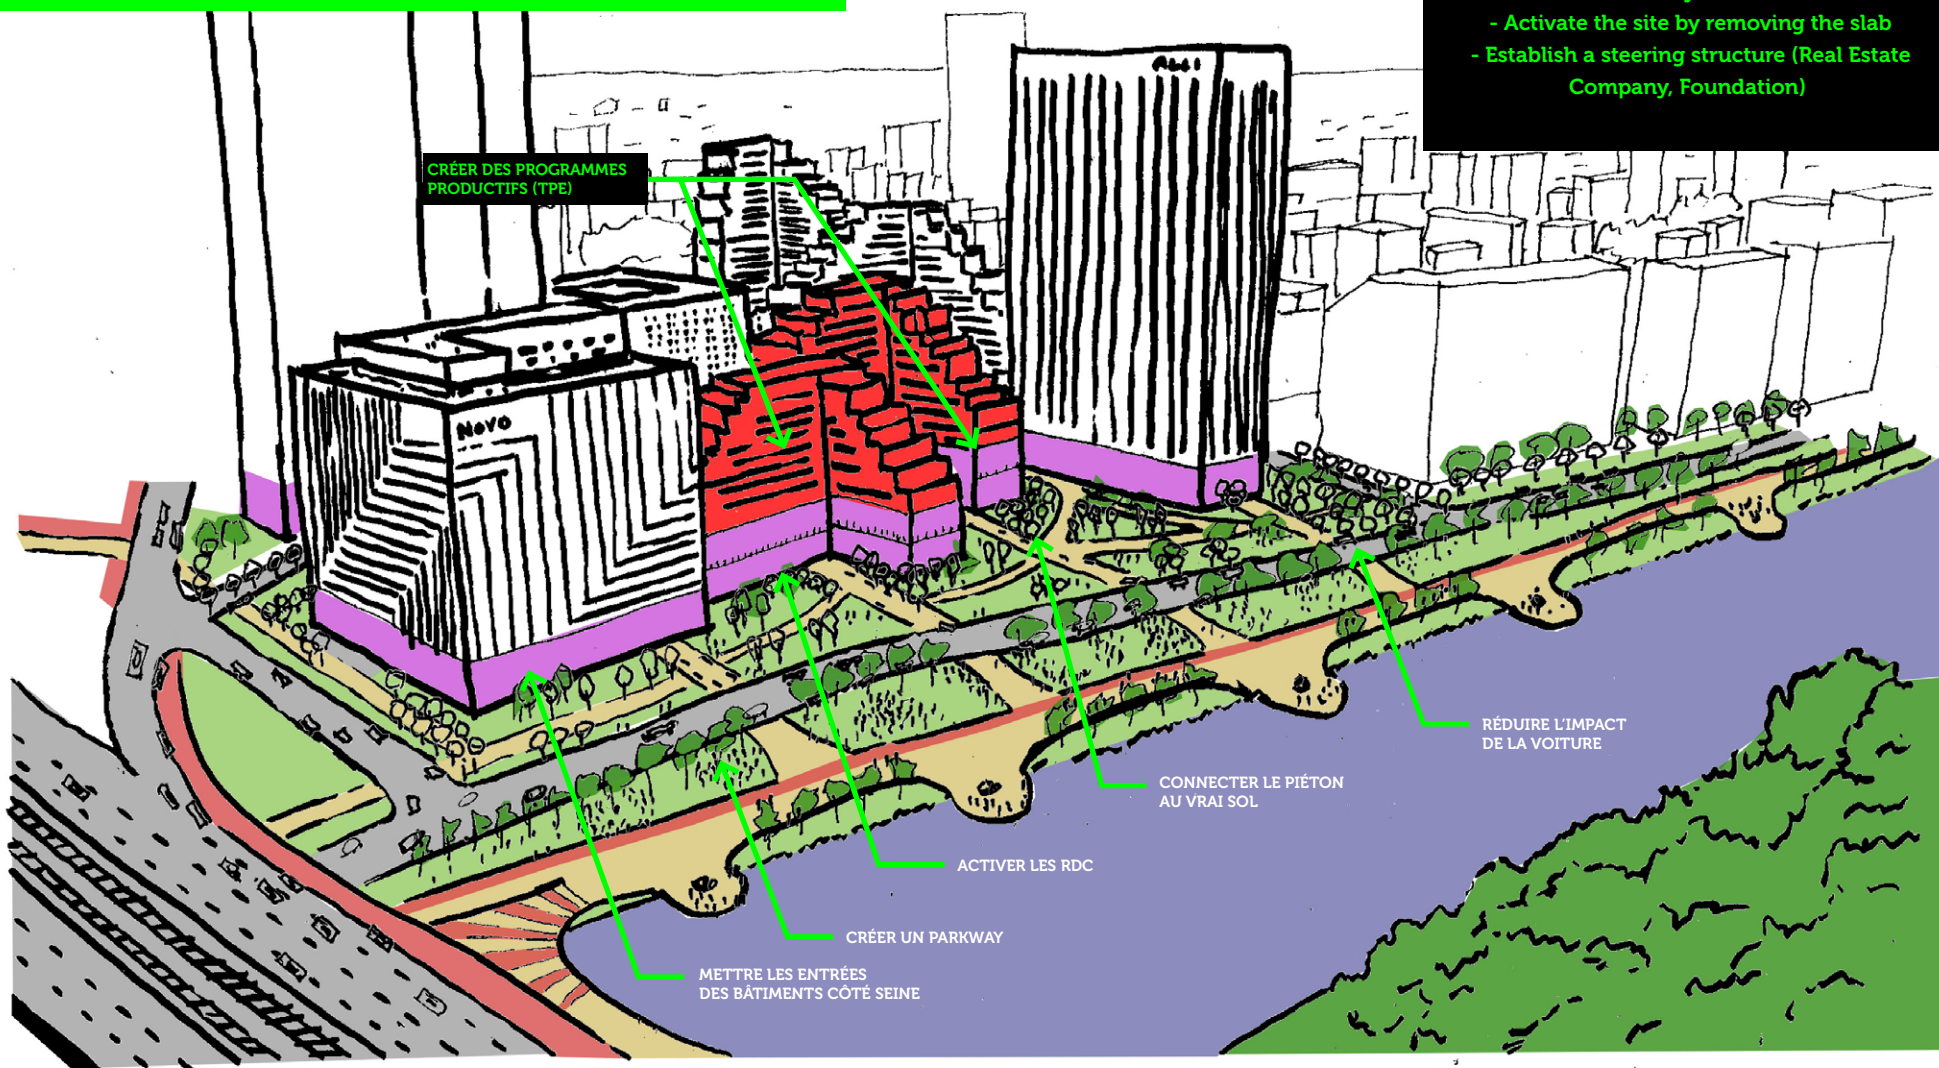 - Activate the site by removing the slab
- Establish a steering structure (Real Estate
Company, Foundation)
CRÉER DES PROGRAMMES
PRODUCTIFS (TPE)
NOVO
RÉDUIRE L'IMPACT
DE LA VOITURE
CONNECTER LE PIÉTON
AU VRAI SOL
ACTIVER LES RDC
CRÉER UN PARKWAY
METTRE LES ENTRÉES
DES BÂTIMENTS CÔTÉ SEINE